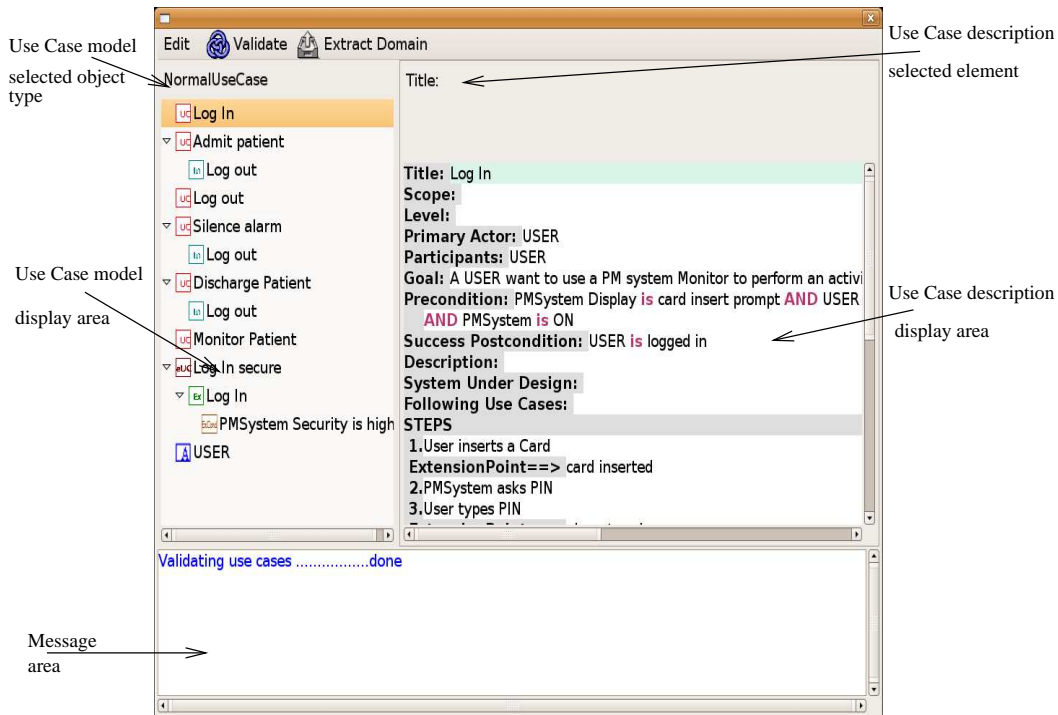 Use Case model
selected object
type
Use Case description
selected element
Edit Validate Extract Domain
NormalUseCase
Title:
Log In
Admit patient
Log out
Log out
Silence alarm
Log out
Discharge Patient
Log out
Monitor Patient
Log In secure
Log In
PMSystem Security is high
USER
Use Case model
display area
Title: Log In
Scope:
Level:
Primary Actor: USER
Participants: USER
Goal: A USER want to use a PM system Monitor to perform an activi
Precondition: PMSystem Display is card insert prompt AND USER
AND PMSystem is ON
Success Postcondition: USER is logged in
Description:
System Under Design:
Following Use Cases:
STEPS
1.User inserts a Card
ExtensionPoint==> card inserted
2.PMSystem asks PIN
3.User types PIN
Use Case description
display area
Validating use cases .................done
Message
area